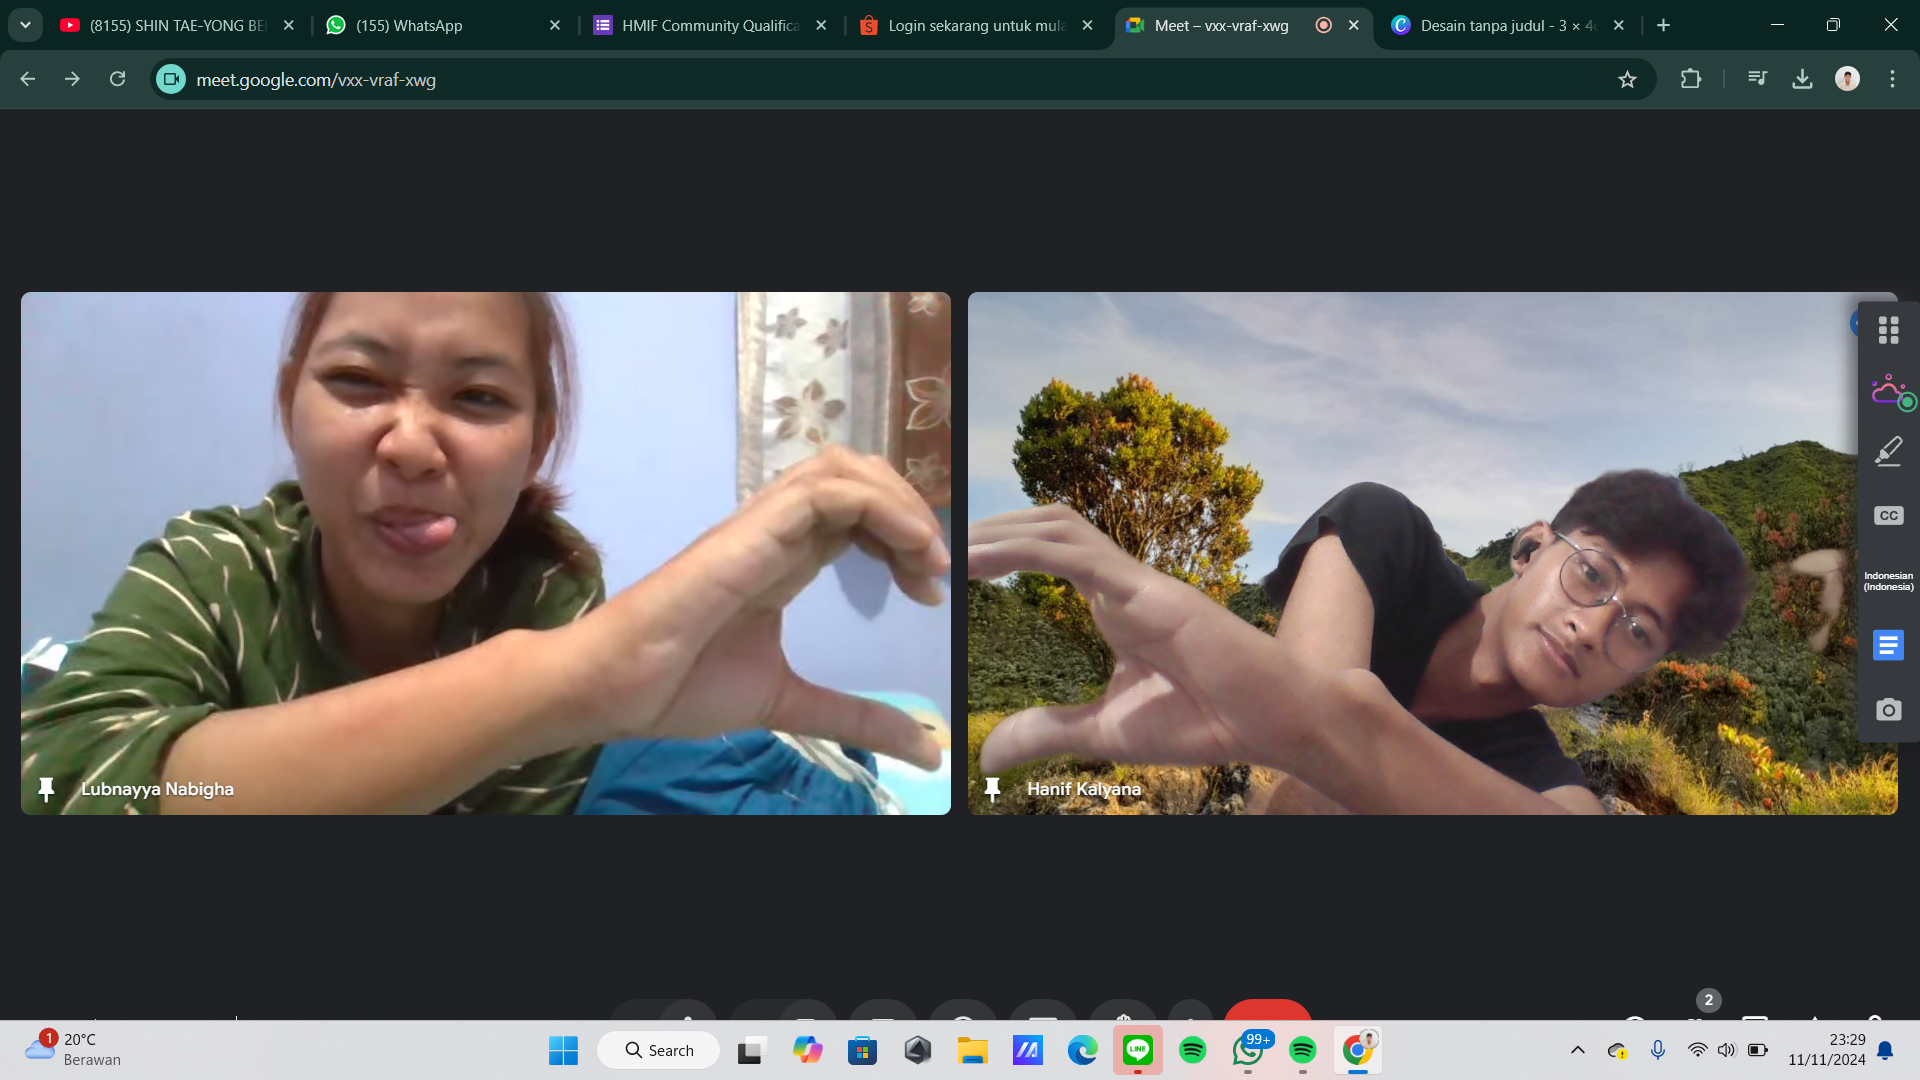 (8155) SHIN TAE-YONG BE
(155) WhatsApp
HMIF Community Qualifica
Login sekarang untuk mula
Meet – vxx-vraf-xwg
Desain tanpa judul - 3 × 4
meet.google.com/vxx-vraf-xwg
CC
Indonesian
(Indonesia)
Lubnayya Nabigha
Hanif Kalyana
2
1
20°C
Berawan
Search
LINE
99+
23:29
11/11/2024